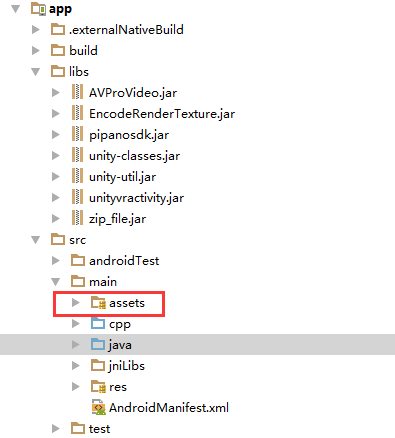 app
.externalNativeBuild
build
libs
AVProVideo.jar
EncodeRenderTexture.jar
pipanosdk.jar
unity-classes.jar
unity-util.jar
unityvractivity.jar
zip_file.jar
src
androidTest
main
assets
cpp
java
jniLibs
res
AndroidManifest.xml
test